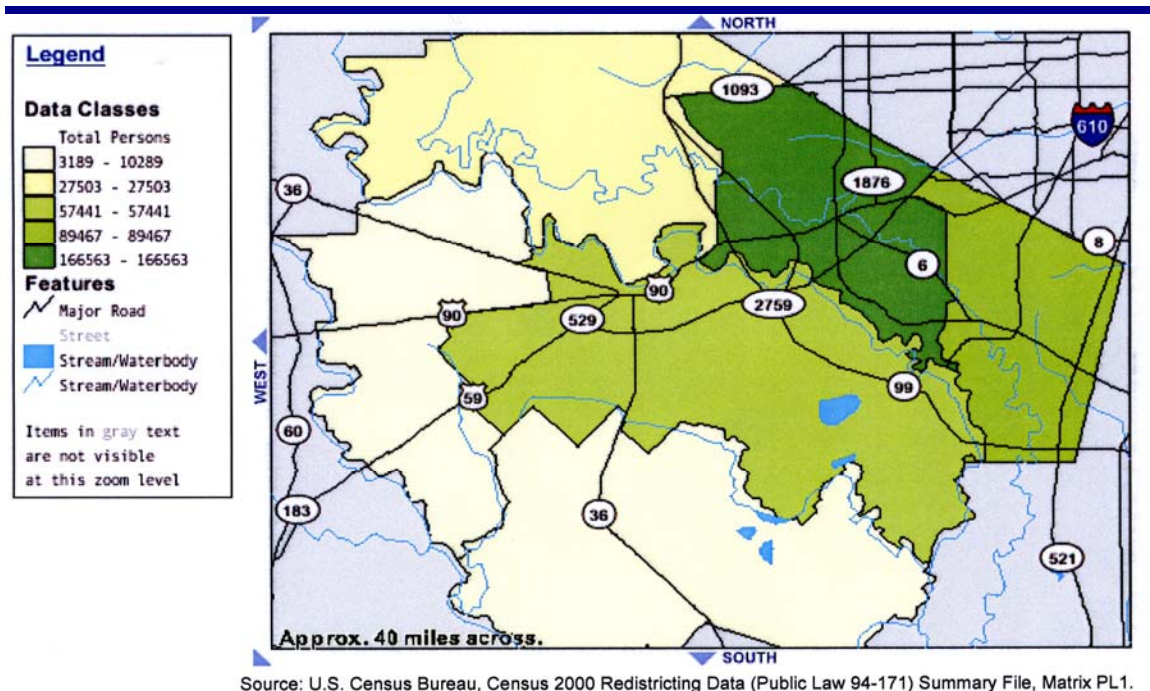 Legend
Data Classes
Total Persons
3189 - 10289
27503 - 27503
57441 - 57441
89467 - 89467
166563 - 166563
Features
Major Road
Street
Stream/Waterbody
Stream/Waterbody
Items in gray text
are not visible
at this zoom level
NORTH
1093
610
36
1876
8
6
90
2759
529
90
WEST
99
59
60
183
36
521
Approx. 40 miles across.
SOUTH
Source: U.S. Census Bureau, Census 2000 Redistricting Data (Public Law 94-171) Summary File, Matrix PL1.